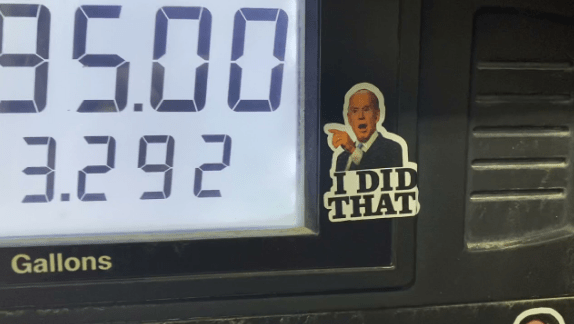 95.00
3.292
I DID
THAT
Gallons